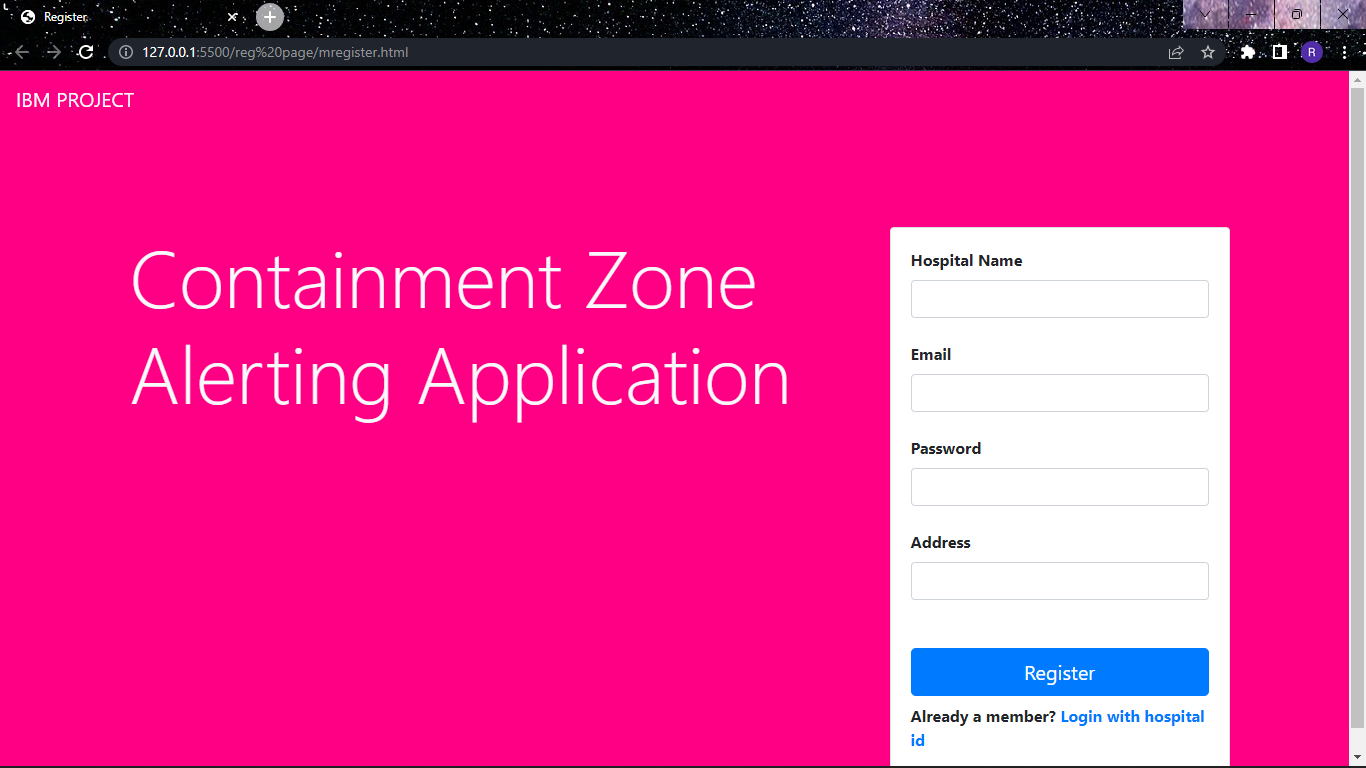 Register
127.0.0.1:5500/reg%20page/mregister.html
R
IBM PROJECT
Containment Zone
Alerting Application
Hospital Name
Email
Password
Address
Register
Already a member? Login with hospital
id